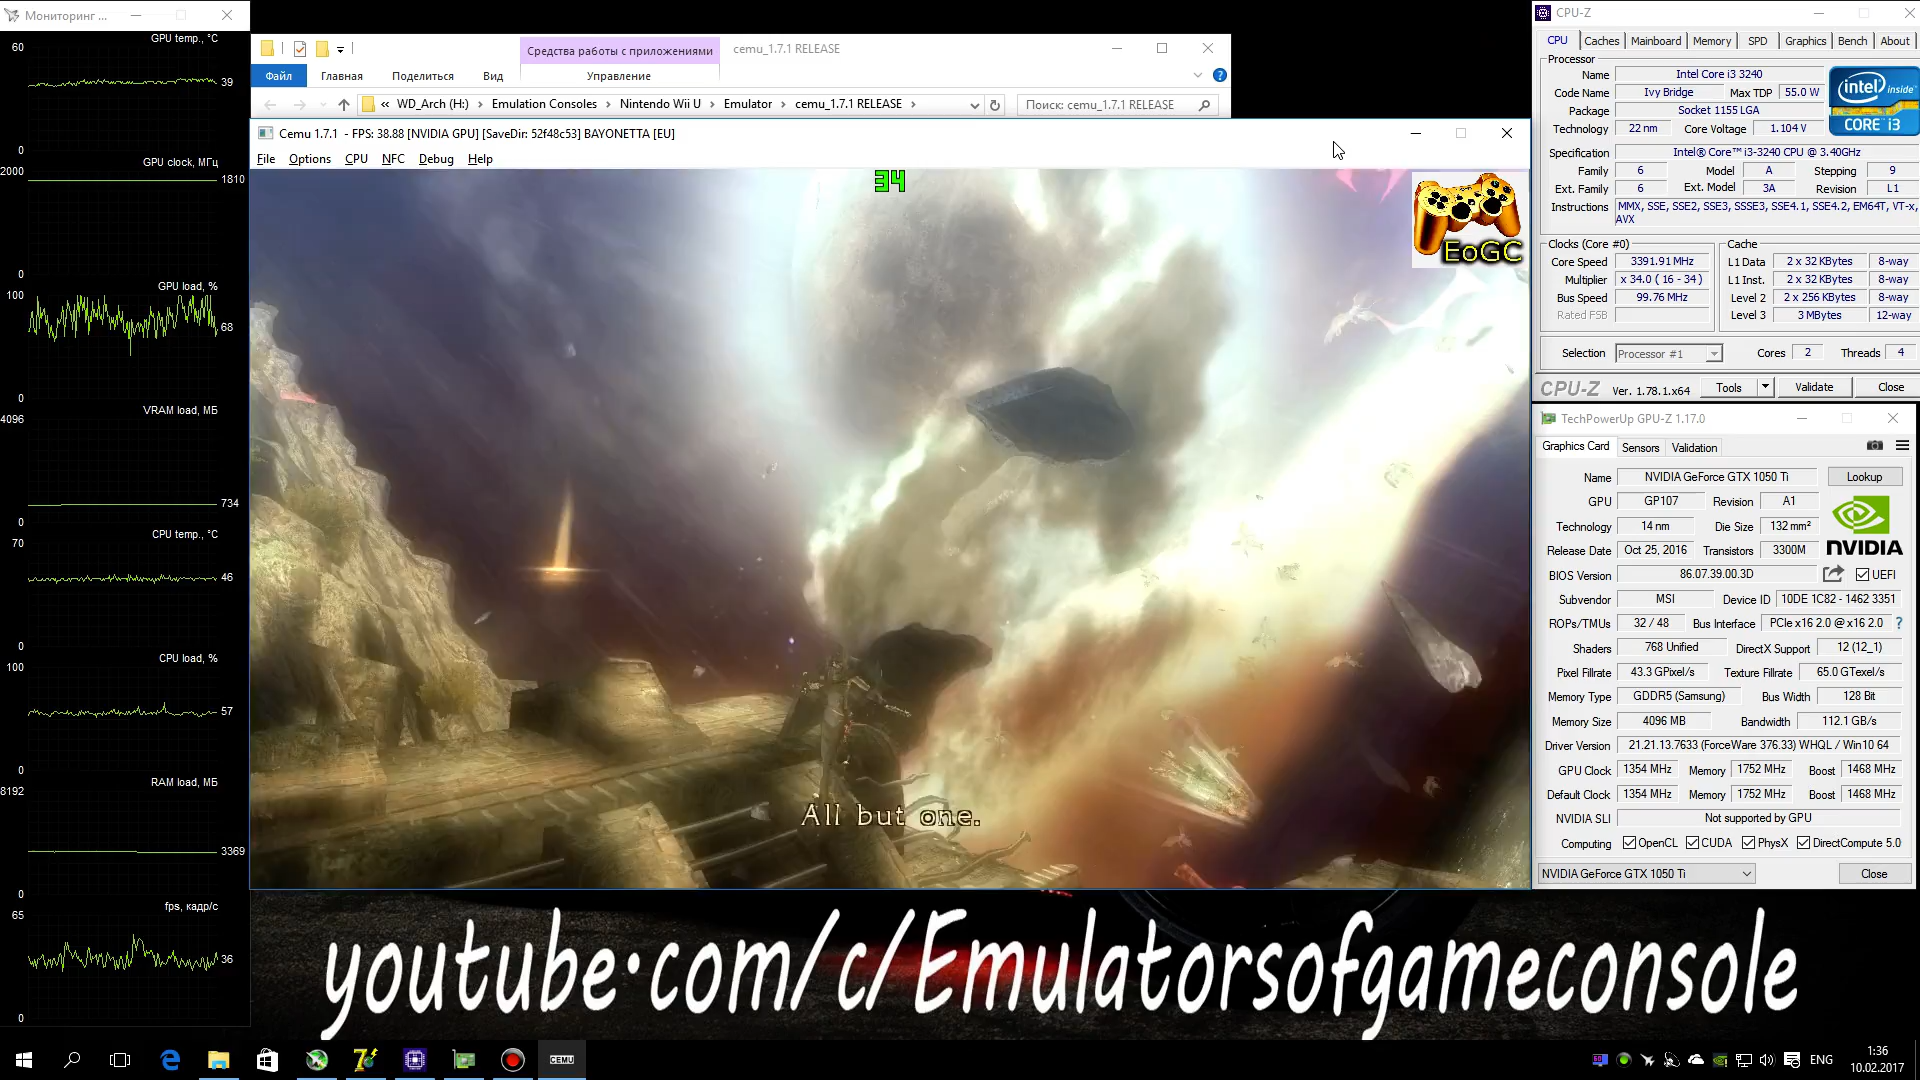 Мониторинг ...
GPU temp., °C
60
39
0
GPU clock, МГц
2000
1810
0
GPU load, %
100
68
0
VRAM load, МБ
4096
734
0
CPU temp., °C
70
46
0
CPU load, %
100
57
0
RAM load, МБ
8192
3369
0
fps, кадр/с
65
36
0
Средства работы с приложениями
cemu_1.7.1 RELEASE
Файл
Главная
Поделиться
Вид
Управление
« WD_Arch (H:) › Emulation Consoles › Nintendo Wii U › Emulator › cemu_1.7.1 RELEASE ›
Поиск: cemu_1.7.1 RELEASE
Cemu 1.7.1 - FPS: 38.88 [NVIDIA GPU] [SaveDir: 52f48c53] BAYONETTA [EU]
File Options CPU NFC Debug Help
34
EoGC
All but one.
CPU-Z
CPU Caches Mainboard Memory SPD Graphics Bench About
Processor
Name Intel Core i3 3240
Code Name Ivy Bridge Max TDP 55.0 W
Package Socket 1155 LGA
Technology 22 nm Core Voltage 1.104 V
intel inside™
CORE i3
Specification Intel® Core™ i3-3240 CPU @ 3.40GHz
Family 6 Model A Stepping 9
Ext. Family 6 Ext. Model 3A Revision L1
Instructions MMX, SSE, SSE2, SSE3, SSSE3, SSE4.1, SSE4.2, EM64T, VT-x,
AVX
Clocks (Core #0)
Core Speed 3391.91 MHz
Multiplier x 34.0 ( 16 - 34 )
Bus Speed 99.76 MHz
Rated FSB
Cache
L1 Data 2 x 32 KBytes 8-way
L1 Inst. 2 x 32 KBytes 8-way
Level 2 2 x 256 KBytes 8-way
Level 3 3 MBytes 12-way
Selection Processor #1 Cores 2 Threads 4
CPU-Z Ver. 1.78.1.x64 Tools Validate Close
TechPowerUp GPU-Z 1.17.0
Graphics Card Sensors Validation
Name NVIDIA GeForce GTX 1050 Ti Lookup
GPU GP107 Revision A1
Technology 14 nm Die Size 132 mm²
Release Date Oct 25, 2016 Transistors 3300M
NVIDIA
BIOS Version 86.07.39.00.3D UEFI
Subvendor MSI Device ID 10DE 1C82 - 1462 3351
ROPs/TMUs 32 / 48 Bus Interface PCIe x16 2.0 @ x16 2.0 ?
Shaders 768 Unified DirectX Support 12 (12_1)
Pixel Fillrate 43.3 GPixel/s Texture Fillrate 65.0 GTexel/s
Memory Type GDDR5 (Samsung) Bus Width 128 Bit
Memory Size 4096 MB Bandwidth 112.1 GB/s
Driver Version 21.21.13.7633 (ForceWare 376.33) WHQL / Win10 64
GPU Clock 1354 MHz Memory 1752 MHz Boost 1468 MHz
Default Clock 1354 MHz Memory 1752 MHz Boost 1468 MHz
NVIDIA SLI Not supported by GPU
Computing OpenCL CUDA PhysX DirectCompute 5.0
NVIDIA GeForce GTX 1050 Ti Close
youtube.com/c/Emulatorsofgameconsole
CEMU
ENG
1:36
10.02.2017